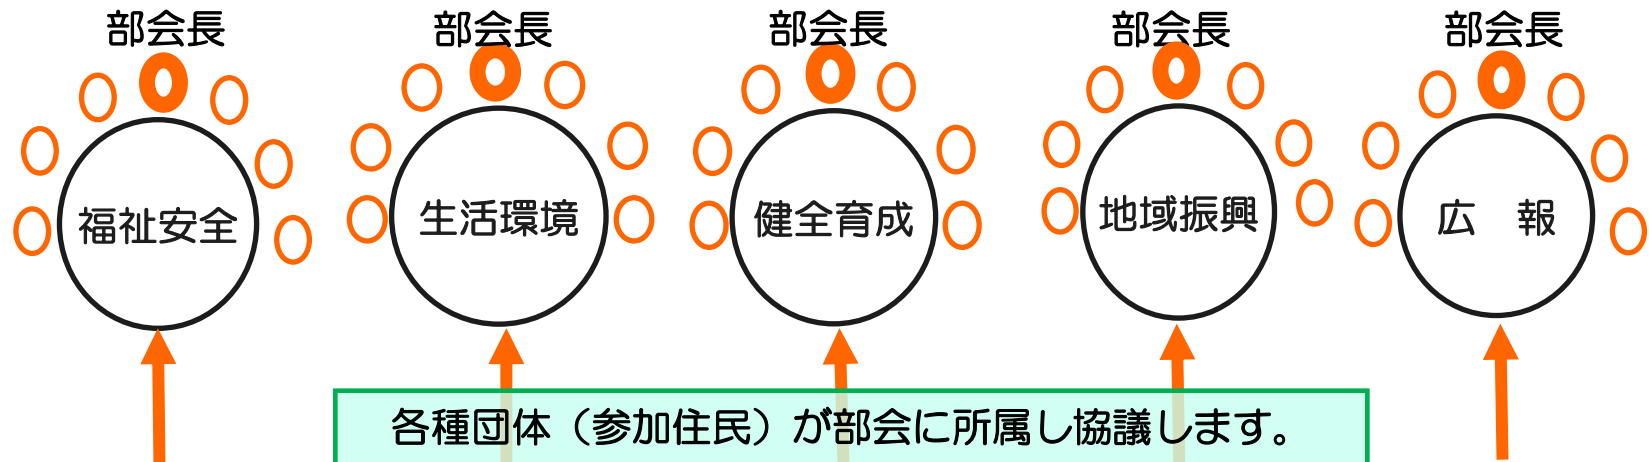 部会長 部会長 部会長 部会長 部会長
福祉安全 生活環境 健全育成 地域振興 広　報
各種団体（参加住民）が部会に所属し協議します。